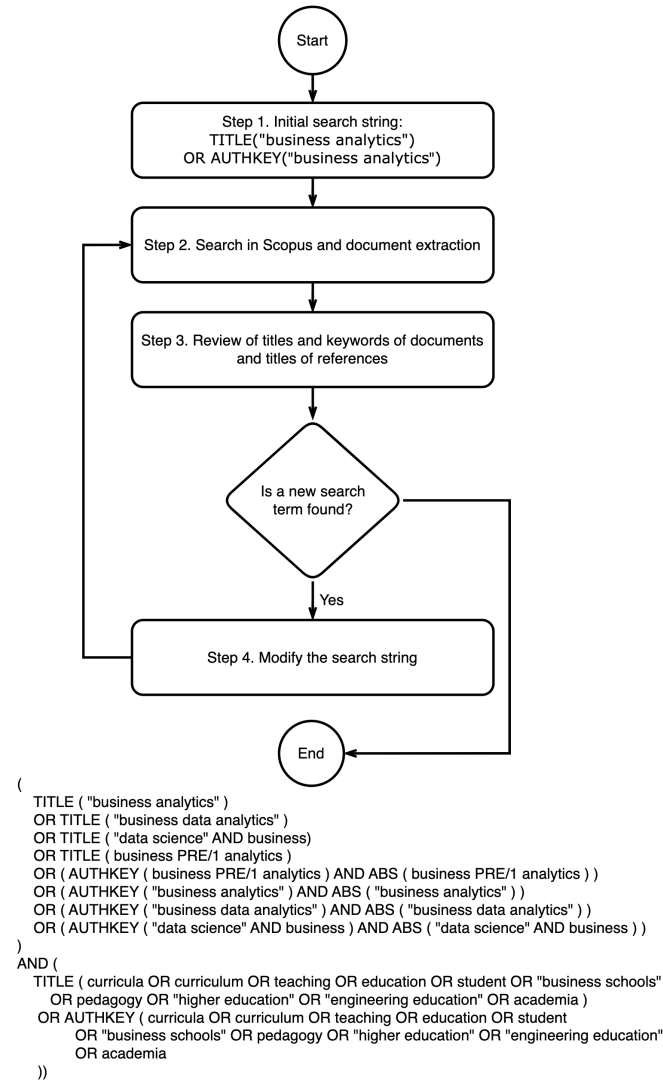 Start
Step 1. Initial search string:
TITLE("business analytics")
OR AUTHKEY("business analytics")
Step 2. Search in Scopus and document extraction
Step 3. Review of titles and keywords of documents
and titles of references
Is a new search
term found?
Yes
Step 4. Modify the search string
End
(
TITLE ( "business analytics" )
OR TITLE ( "business data analytics" )
OR TITLE ( "data science" AND business)
OR TITLE ( business PRE/1 analytics )
OR ( AUTHKEY ( business PRE/1 analytics ) AND ABS ( business PRE/1 analytics ) )
OR ( AUTHKEY ( "business analytics" ) AND ABS ( "business analytics" ) )
OR ( AUTHKEY ( "business data analytics" ) AND ABS ( "business data analytics" ) )
OR ( AUTHKEY ( "data science" AND business ) AND ABS ( "data science" AND business ) )
)
AND (
TITLE ( curricula OR curriculum OR teaching OR education OR student OR "business schools"
OR pedagogy OR "higher education" OR "engineering education" OR academia )
OR AUTHKEY ( curricula OR curriculum OR teaching OR education OR student
OR "business schools" OR pedagogy OR "higher education" OR "engineering education"
OR academia
))